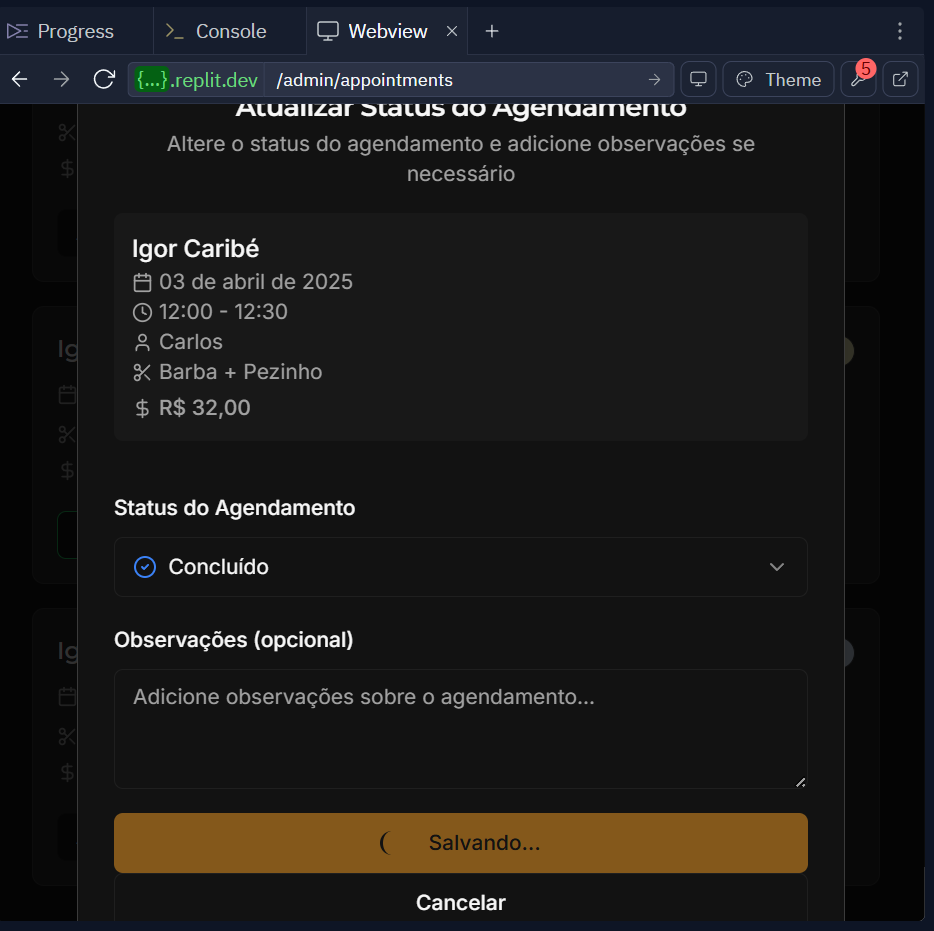 Progress
Console
Webview
5
{...}.replit.dev /admin/appointments
Theme
Atualizar Status do Agendamento
Altere o status do agendamento e adicione observações se
necessário
Igor Caribé
03 de abril de 2025
12:00 - 12:30
Carlos
Barba + Pezinho
R$ 32,00
Ig
Status do Agendamento
Concluído
Observações (opcional)
Ig
Adicione observações sobre o agendamento...
Salvando...
Cancelar